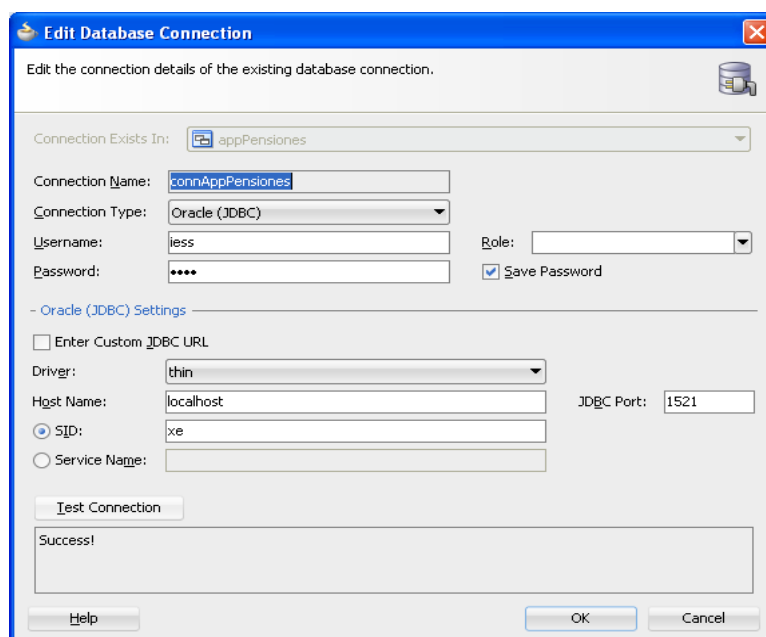 Edit Database Connection
Edit the connection details of the existing database connection.
Connection Exists In: appPensiones
Connection Name: connAppPensiones
Connection Type: Oracle (JDBC)
Username: iess Role:
Password: •••• Save Password
Oracle (JDBC) Settings
Enter Custom JDBC URL
Driver: thin
Host Name: localhost JDBC Port: 1521
SID: xe
Service Name:
Test Connection
Success!
Help OK Cancel